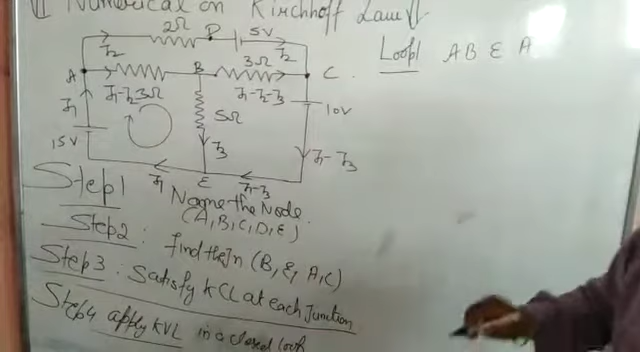 Numerical on Kirchhoff Law
2Ω D 5V
I2 I2
Loop1 A B E A
A B 3Ω C
I1-I2 3Ω I1-I2-I3
I1 5Ω 10V
15V I3 I1-I3
I1 E I1-I3
Step1 Name the Node.
(A,B,C,D,E)
Step2: find the Jn (B, E, A, C)
Step3: Satisfy KCL at each Junction
Step4 apply KVL in a closed look